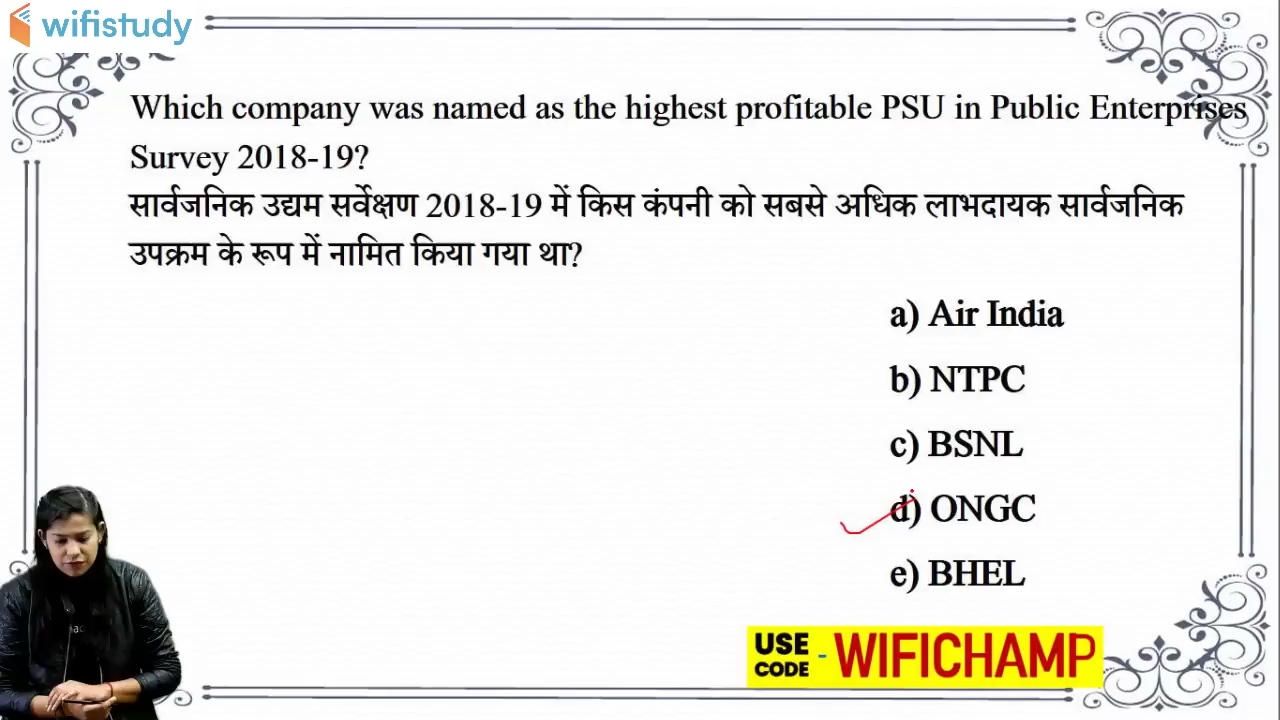 wifistudy
Which company was named as the highest profitable PSU in Public Enterprises
Survey 2018-19?
सार्वजनिक उद्यम सर्वेक्षण 2018-19 में किस कंपनी को सबसे अधिक लाभदायक सार्वजनिक
उपक्रम के रूप में नामित किया गया था?
a) Air India
b) NTPC
c) BSNL
d) ONGC
e) BHEL
USE
CODE - WIFICHAMP